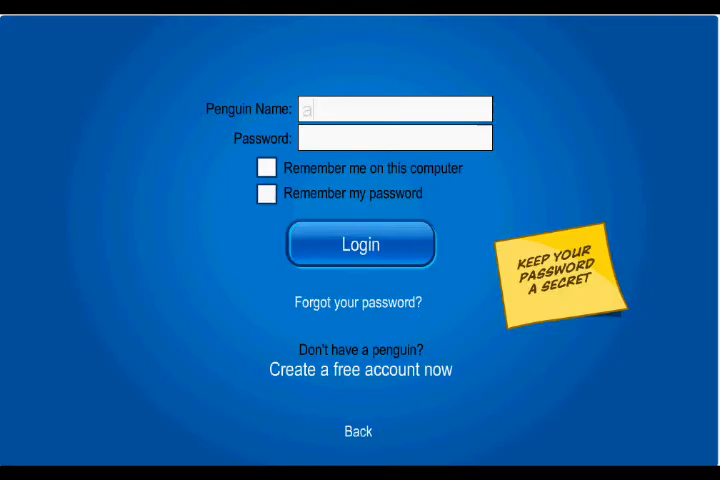 Penguin Name: a
Password:
Remember me on this computer
Remember my password
Login
KEEP YOUR
PASSWORD
A SECRET
Forgot your password?
Don't have a penguin?
Create a free account now
Back